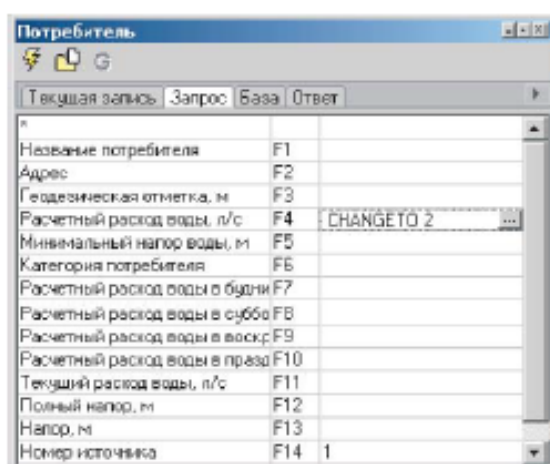 Потребитель
G
Текущая запись Запрос База Ответ
*
Название потребителя F1
Адрес F2
Геодезическая отметка, м F3
Расчетный расход воды, л/с F4 CHANGETO 2 ...
Минимальный напор воды, м F5
Категория потребителя F6
Расчетный расход воды в будни F7
Расчетный расход воды в суббо F8
Расчетный расход воды в воскр F9
Расчетный расход воды в празд F10
Текущий расход воды, л/с F11
Полный напор, м F12
Напор, м F13
Номер источника F14 1